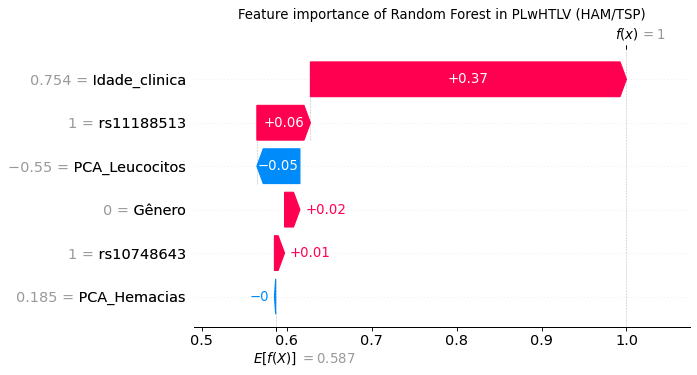 Feature importance of Random Forest in PLwHTLV (HAM/TSP)
f(x) = 1
0.754 = Idade_clinica
+0.37
1 = rs11188513
+0.06
−0.55 = PCA_Leucocitos
−0.05
0 = Gênero
+0.02
1 = rs10748643
+0.01
0.185 = PCA_Hemacias
−0
0.5 0.6 0.7 0.8 0.9 1.0
E[f(X)] = 0.587